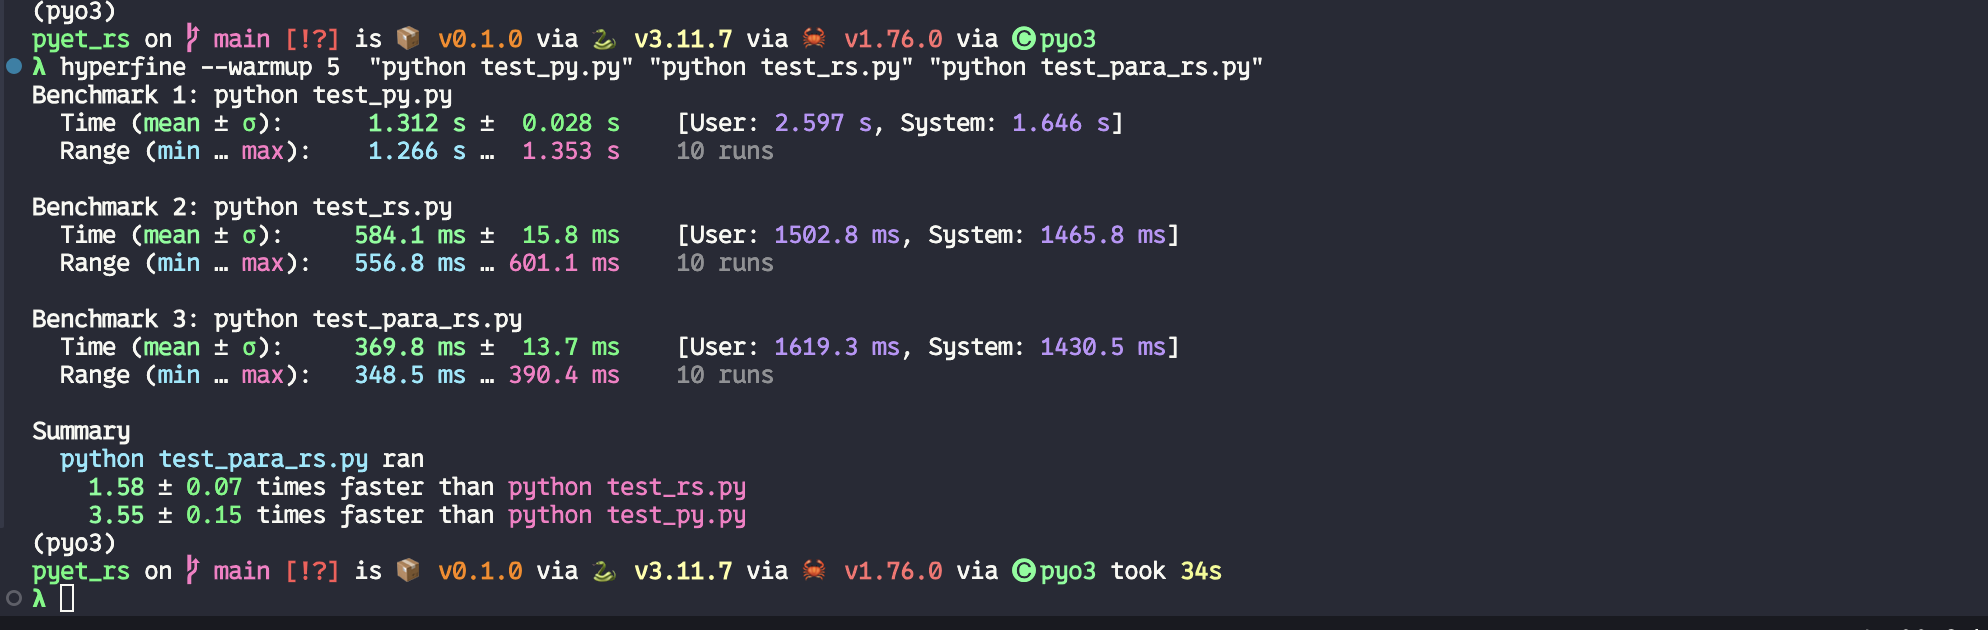 (pyo3)
pyet_rs on main [!?] is 📦 v0.1.0 via 🐍 v3.11.7 via 🦀 v1.76.0 via Ⓒ pyo3
λ hyperfine --warmup 5  "python test_py.py" "python test_rs.py" "python test_para_rs.py"
Benchmark 1: python test_py.py
Time (mean ± σ): 1.312 s ± 0.028 s [User: 2.597 s, System: 1.646 s]
Range (min … max): 1.266 s … 1.353 s 10 runs
Benchmark 2: python test_rs.py
Time (mean ± σ): 584.1 ms ± 15.8 ms [User: 1502.8 ms, System: 1465.8 ms]
Range (min … max): 556.8 ms … 601.1 ms 10 runs
Benchmark 3: python test_para_rs.py
Time (mean ± σ): 369.8 ms ± 13.7 ms [User: 1619.3 ms, System: 1430.5 ms]
Range (min … max): 348.5 ms … 390.4 ms 10 runs
Summary
python test_para_rs.py ran
1.58 ± 0.07 times faster than python test_rs.py
3.55 ± 0.15 times faster than python test_py.py
(pyo3)
pyet_rs on main [!?] is 📦 v0.1.0 via 🐍 v3.11.7 via 🦀 v1.76.0 via Ⓒ pyo3 took 34s
λ